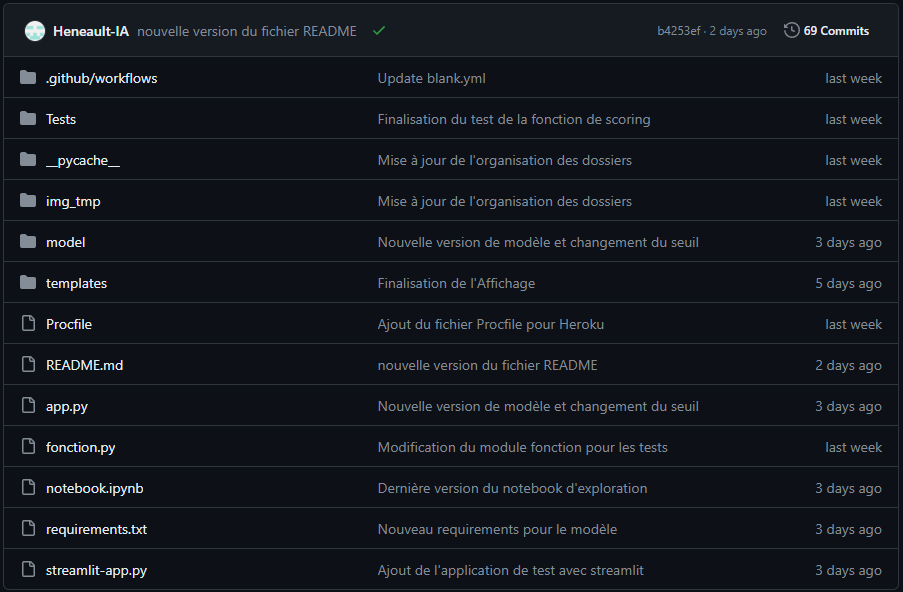 Heneault-IA nouvelle version du fichier README b4253ef · 2 days ago 69 Commits
.github/workflows Update blank.yml last week
Tests Finalisation du test de la fonction de scoring last week
__pycache__ Mise à jour de l'organisation des dossiers last week
img_tmp Mise à jour de l'organisation des dossiers last week
model Nouvelle version de modèle et changement du seuil 3 days ago
templates Finalisation de l'Affichage 5 days ago
Procfile Ajout du fichier Procfile pour Heroku last week
README.md nouvelle version du fichier README 2 days ago
app.py Nouvelle version de modèle et changement du seuil 3 days ago
fonction.py Modification du module fonction pour les tests last week
notebook.ipynb Dernière version du notebook d'exploration 3 days ago
requirements.txt Nouveau requirements pour le modèle 3 days ago
streamlit-app.py Ajout de l'application de test avec streamlit 3 days ago